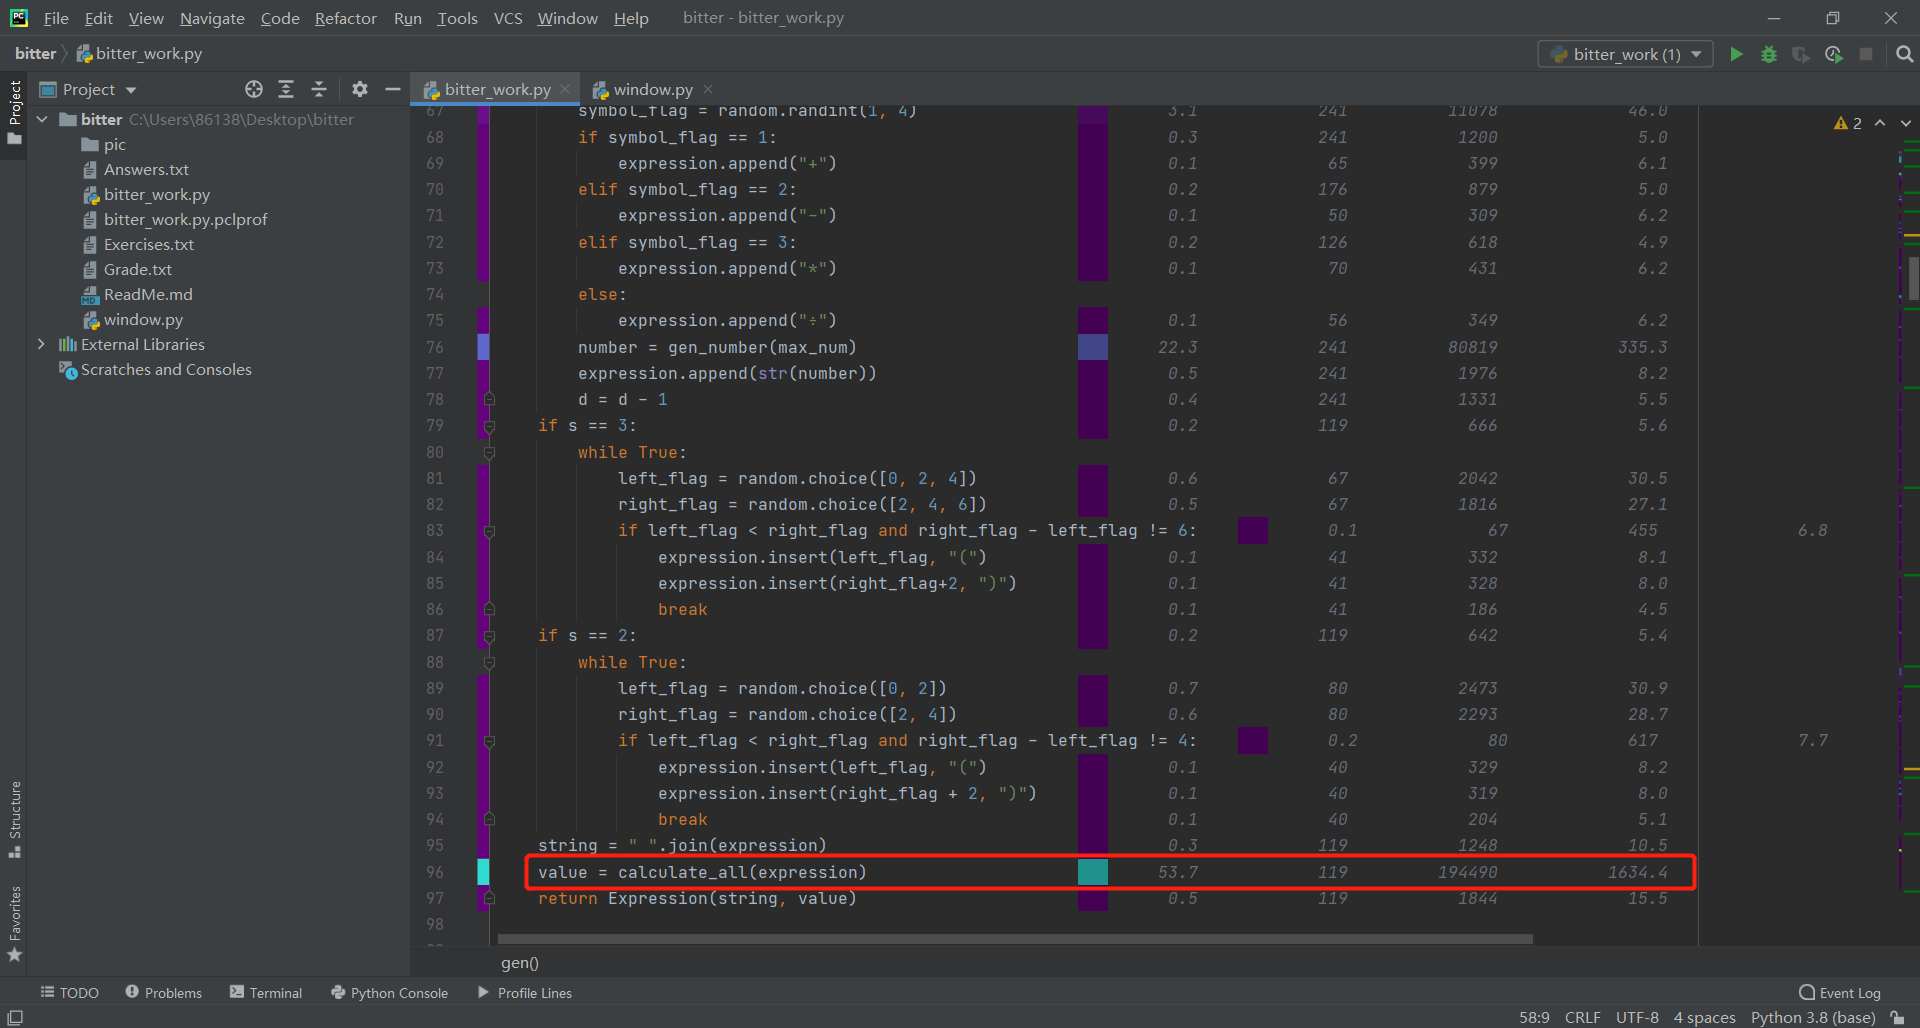 PC File Edit View Navigate Code Refactor Run Tools VCS Window Help bitter - bitter_work.py
bitter bitter_work.py bitter_work (1)
Project
Project bitter_work.py window.py
bitter C:\Users\86138\Desktop\bitter
pic
Answers.txt
bitter_work.py
bitter_work.py.pclprof
Exercises.txt
Grade.txt
ReadMe.md
window.py
External Libraries
Scratches and Consoles
2
67 symbol_flag = random.randint(1, 4) 3.1 241 11078 46.0
68 if symbol_flag == 1: 0.3 241 1200 5.0
69 expression.append("+") 0.1 65 399 6.1
70 elif symbol_flag == 2: 0.2 176 879 5.0
71 expression.append("-") 0.1 50 309 6.2
72 elif symbol_flag == 3: 0.2 126 618 4.9
73 expression.append("*") 0.1 70 431 6.2
74 else:
75 expression.append("÷") 0.1 56 349 6.2
76 number = gen_number(max_num) 22.3 241 80819 335.3
77 expression.append(str(number)) 0.5 241 1976 8.2
78 d = d - 1 0.4 241 1331 5.5
79 if s == 3: 0.2 119 666 5.6
80 while True:
81 left_flag = random.choice([0, 2, 4]) 0.6 67 2042 30.5
82 right_flag = random.choice([2, 4, 6]) 0.5 67 1816 27.1
83 if left_flag < right_flag and right_flag - left_flag != 6: 0.1 67 455 6.8
84 expression.insert(left_flag, "(") 0.1 41 332 8.1
85 expression.insert(right_flag+2, ")") 0.1 41 328 8.0
86 break 0.1 41 186 4.5
87 if s == 2: 0.2 119 642 5.4
88 while True:
89 left_flag = random.choice([0, 2]) 0.7 80 2473 30.9
90 right_flag = random.choice([2, 4]) 0.6 80 2293 28.7
91 if left_flag < right_flag and right_flag - left_flag != 4: 0.2 80 617 7.7
92 expression.insert(left_flag, "(") 0.1 40 329 8.2
93 expression.insert(right_flag + 2, ")") 0.1 40 319 8.0
94 break 0.1 40 204 5.1
95 string = " ".join(expression) 0.3 119 1248 10.5
96 value = calculate_all(expression) 53.7 119 194490 1634.4
97 return Expression(string, value) 0.5 119 1844 15.5
98
gen()
Structure
Favorites
TODO Problems Terminal Python Console Profile Lines Event Log
58:9 CRLF UTF-8 4 spaces Python 3.8 (base)